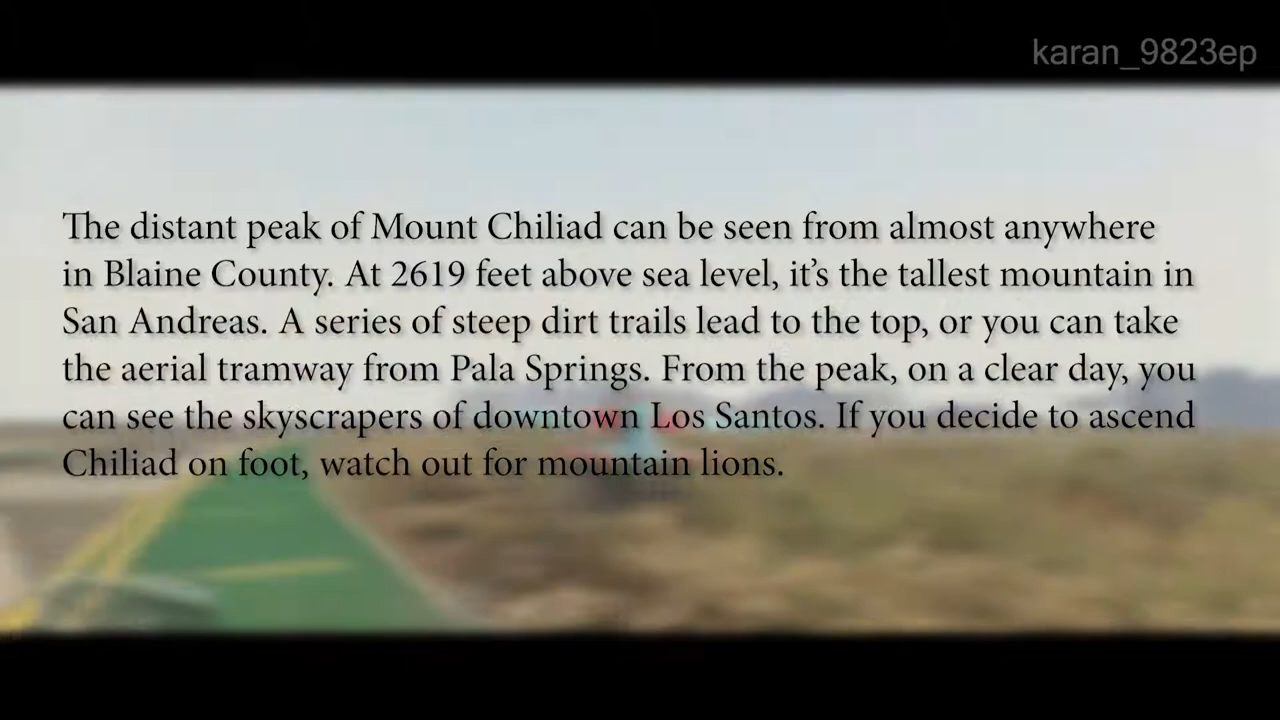 karan_9823ep
The distant peak of Mount Chiliad can be seen from almost anywhere
in Blaine County. At 2619 feet above sea level, it's the tallest mountain in
San Andreas. A series of steep dirt trails lead to the top, or you can take
the aerial tramway from Pala Springs. From the peak, on a clear day, you
can see the skyscrapers of downtown Los Santos. If you decide to ascend
Chiliad on foot, watch out for mountain lions.